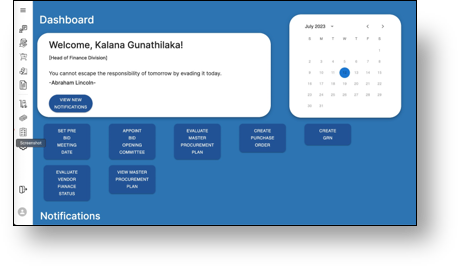 Dashboard
Welcome, Kalana Gunathilaka!
[Head of Finance Division]
You cannot escape the responsibility of tomorrow by evading it today.
-Abraham Lincoln-
VIEW NEW
NOTIFICATIONS
July 2023
S M T W T F S
1
2 3 4 5 6 7 8
9 10 11 12 13 14 15
16 17 18 19 20 21 22
23 24 25 26 27 28 29
30 31
SET PRE
BID
MEETING
DATE
APPOINT
BID
OPENING
COMMITTEE
EVALUATE
MASTER
PROCUREMENT
PLAN
CREATE
PURCHASE
ORDER
CREATE
GRN
Screenshot
EVALUATE
VENDOR
FIANACE
STATUS
VIEW MASTER
PROCUREMENT
PLAN
Notifications